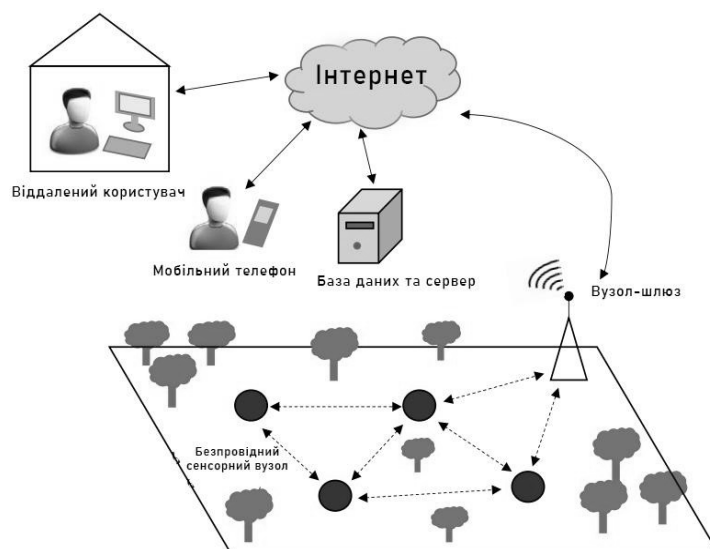 Інтернет
Віддалений користувач
Мобільний телефон
База даних та сервер
Вузол-шлюз
Безпровідний
сенсорний вузол